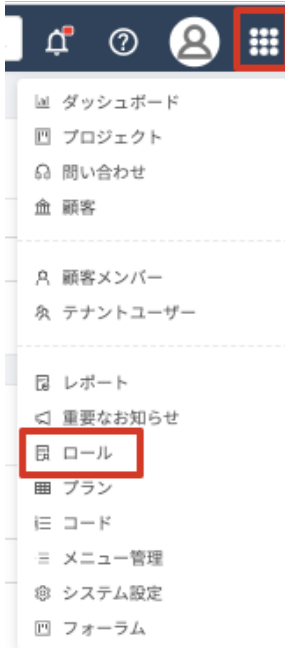 ダッシュボード
プロジェクト
問い合わせ
顧客
顧客メンバー
テナントユーザー
レポート
重要なお知らせ
ロール
プラン
コード
メニュー管理
システム設定
フォーラム